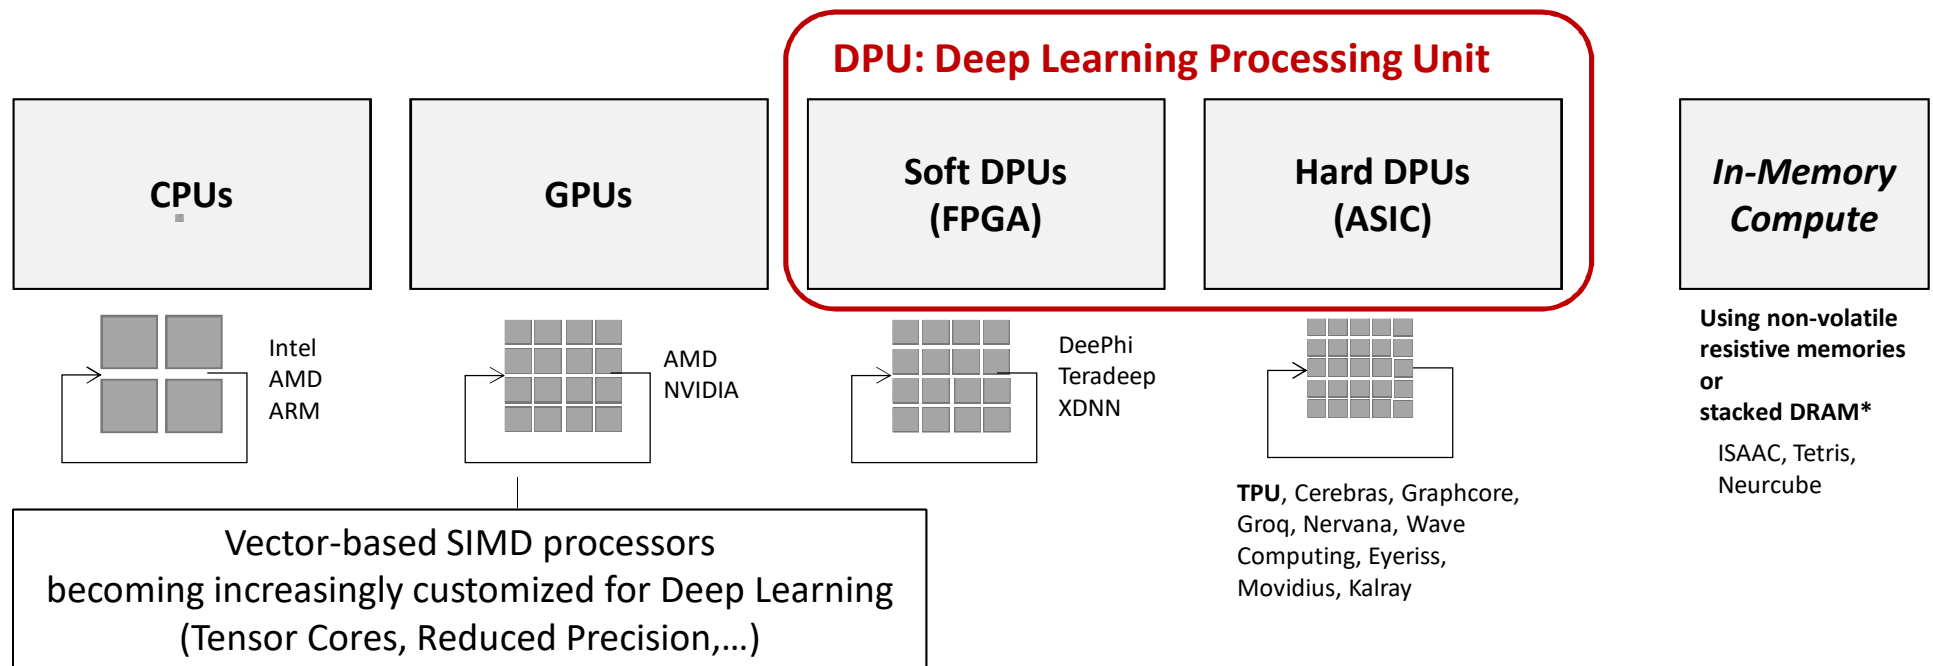 DPU: Deep Learning Processing Unit
CPUs
GPUs
Soft DPUs
(FPGA)
Hard DPUs
(ASIC)
In-Memory
Compute
Intel
AMD
ARM
AMD
NVIDIA
DeePhi
Teradeep
XDNN
TPU, Cerebras, Graphcore,
Groq, Nervana, Wave
Computing, Eyeriss,
Movidius, Kalray
Using non-volatile
resistive memories
or
stacked DRAM*
ISAAC, Tetris,
Neurcube
Vector-based SIMD processors
becoming increasingly customized for Deep Learning
(Tensor Cores, Reduced Precision,...)